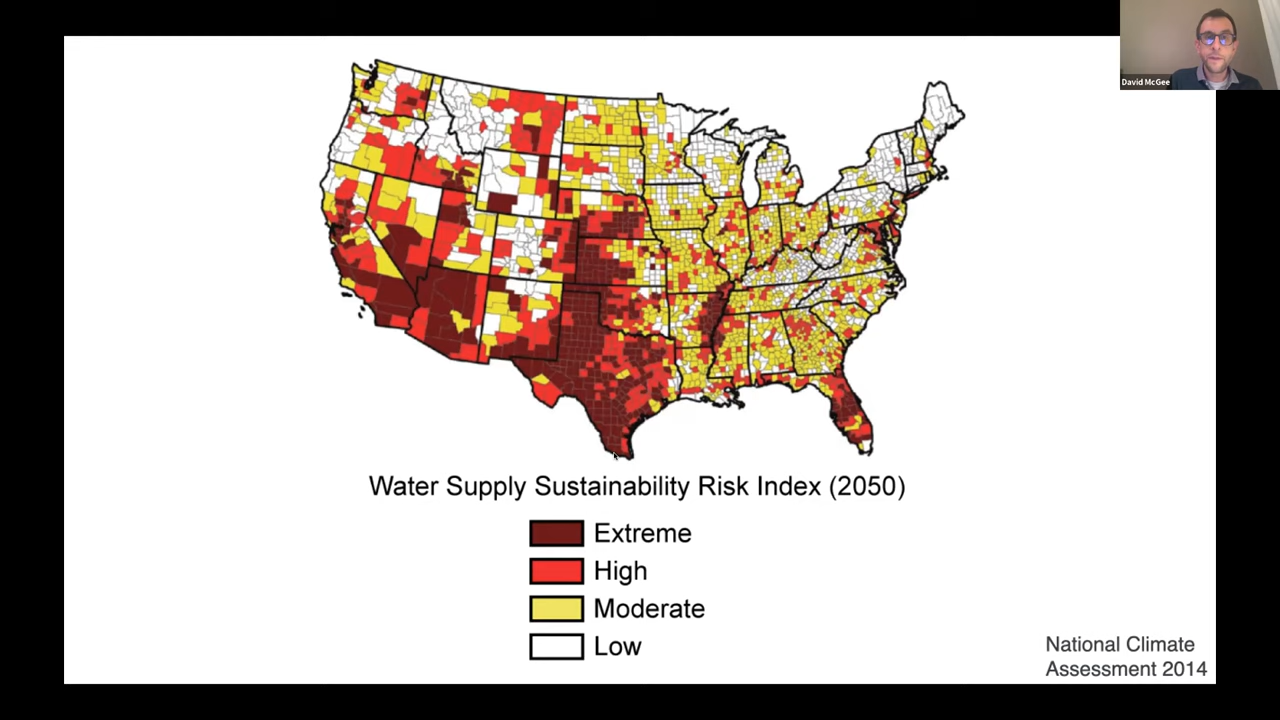 David McGee
Water Supply Sustainability Risk Index (2050)
Extreme
High
Moderate
Low
National Climate
Assessment 2014